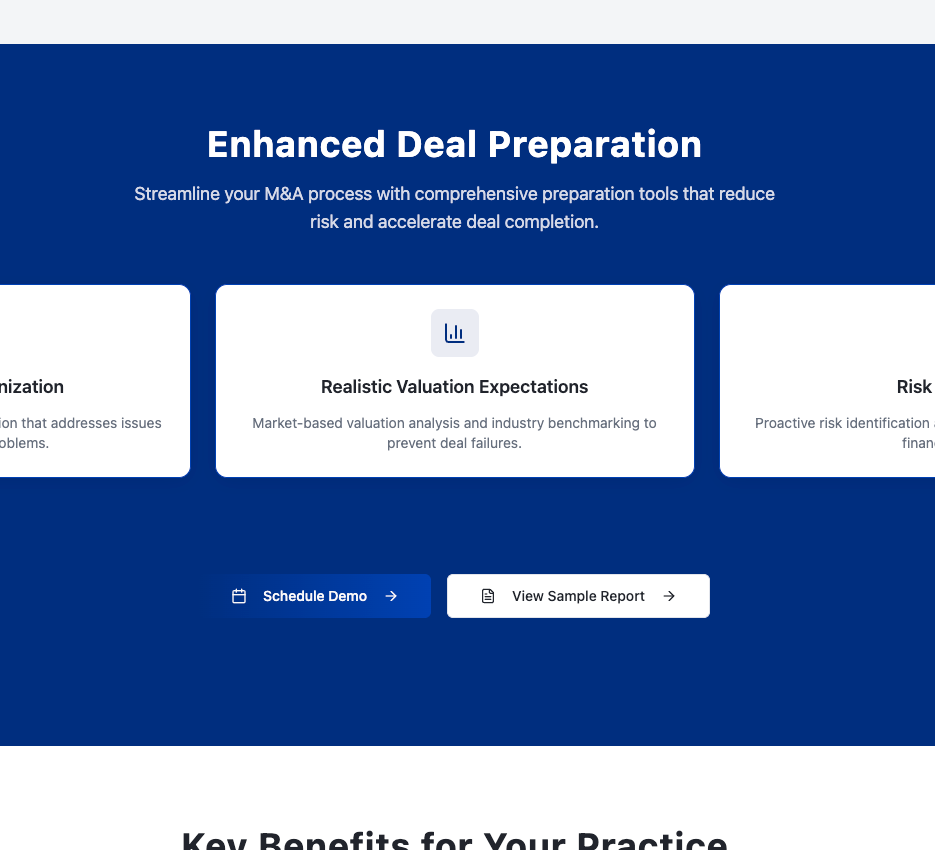 Enhanced Deal Preparation
Streamline your M&A process with comprehensive preparation tools that reduce
risk and accelerate deal completion.
nization
ion that addresses issues
oblems.
Realistic Valuation Expectations
Market-based valuation analysis and industry benchmarking to
prevent deal failures.
Risk
Proactive risk identification
finan
Schedule Demo
View Sample Report
Key Benefits for Your Practice